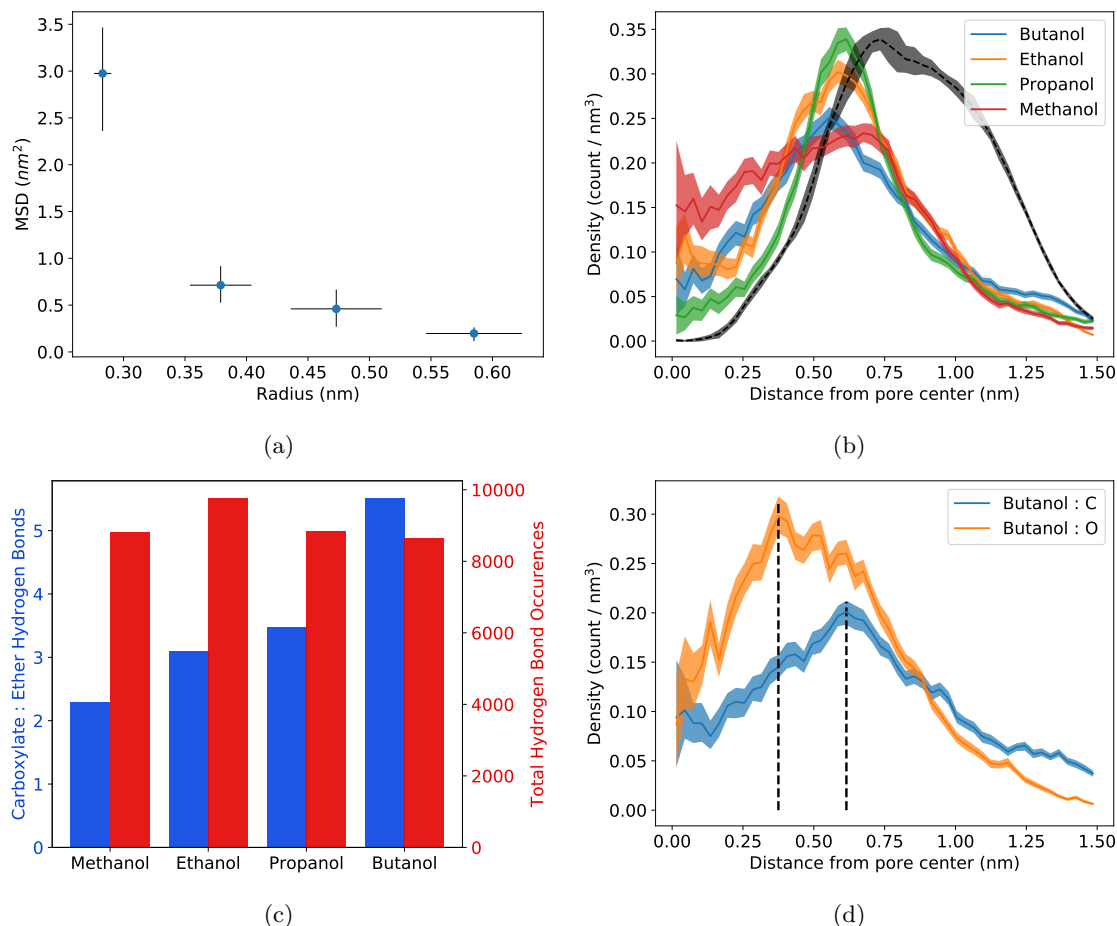 3.5
3.0
2.5
2.0
1.5
1.0
0.5
0.0
MSD (nm²)
0.30 0.35 0.40 0.45 0.50 0.55 0.60
Radius (nm)
(a)
0.35
0.30
0.25
0.20
0.15
0.10
0.05
0.00
Density (count / nm³)
Butanol
Ethanol
Propanol
Methanol
0.00 0.25 0.50 0.75 1.00 1.25 1.50
Distance from pore center (nm)
(b)
5
4
3
2
1
0
Carboxylate : Ether Hydrogen Bonds
10000
8000
6000
4000
2000
0
Total Hydrogen Bond Occurences
Methanol Ethanol Propanol Butanol
(c)
0.30
0.25
0.20
0.15
0.10
0.05
0.00
Density (count / nm³)
Butanol : C
Butanol : O
0.00 0.25 0.50 0.75 1.00 1.25 1.50
Distance from pore center (nm)
(d)